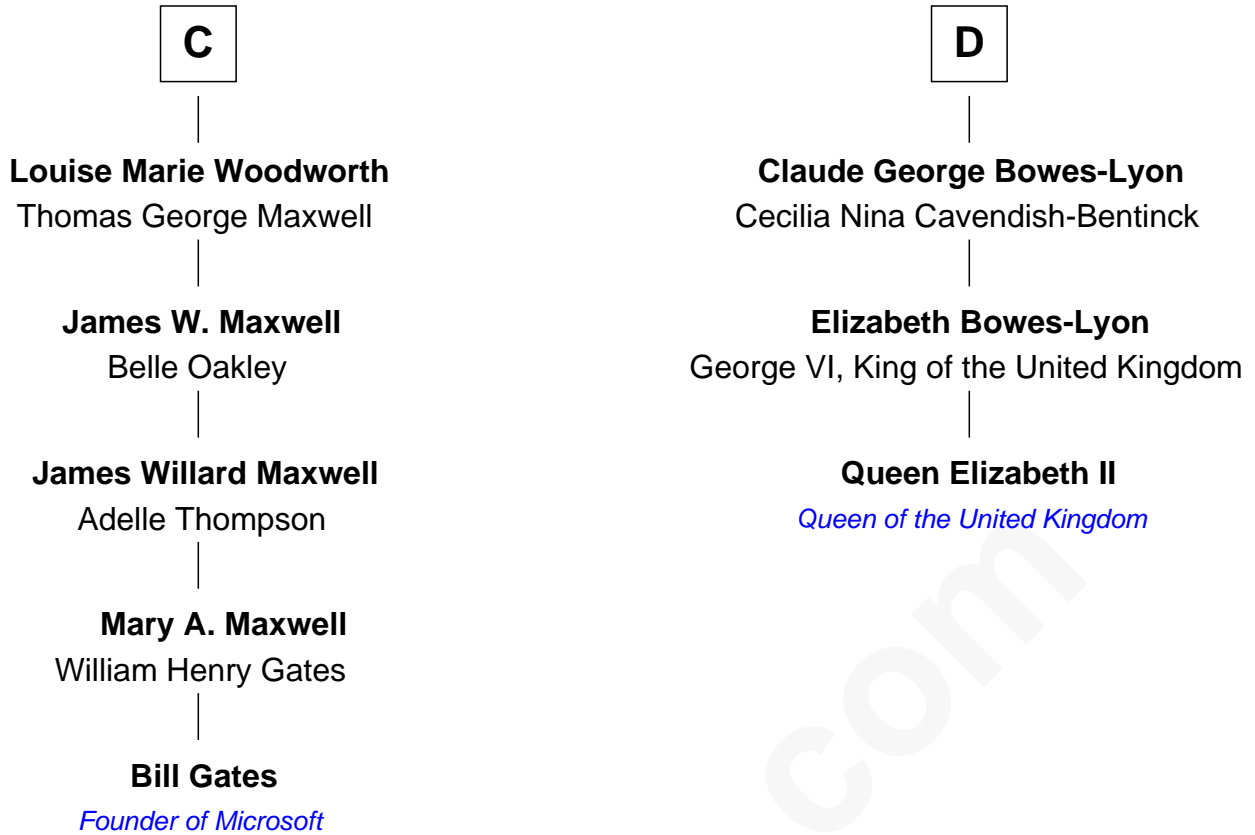 C
Louise Marie Woodworth
Thomas George Maxwell
James W. Maxwell
Belle Oakley
James Willard Maxwell
Adelle Thompson
Mary A. Maxwell
William Henry Gates
Bill Gates
Founder of Microsoft
D
Claude George Bowes-Lyon
Cecilia Nina Cavendish-Bentinck
Elizabeth Bowes-Lyon
George VI, King of the United Kingdom
Queen Elizabeth II
Queen of the United Kingdom
com